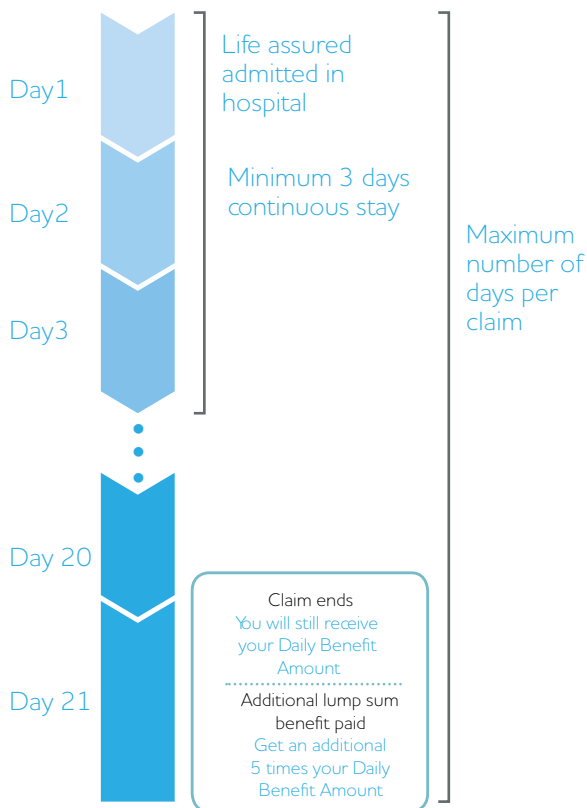 Day1
Life assured
admitted in
hospital
Day2
Minimum 3 days
continuous stay
Maximum
number of
days per
claim
Day3
Day 20
Claim ends
You will still receive
your Daily Benefit
Amount
Day 21
Additional lump sum
benefit paid
Get an additional
5 times your Daily
Benefit Amount